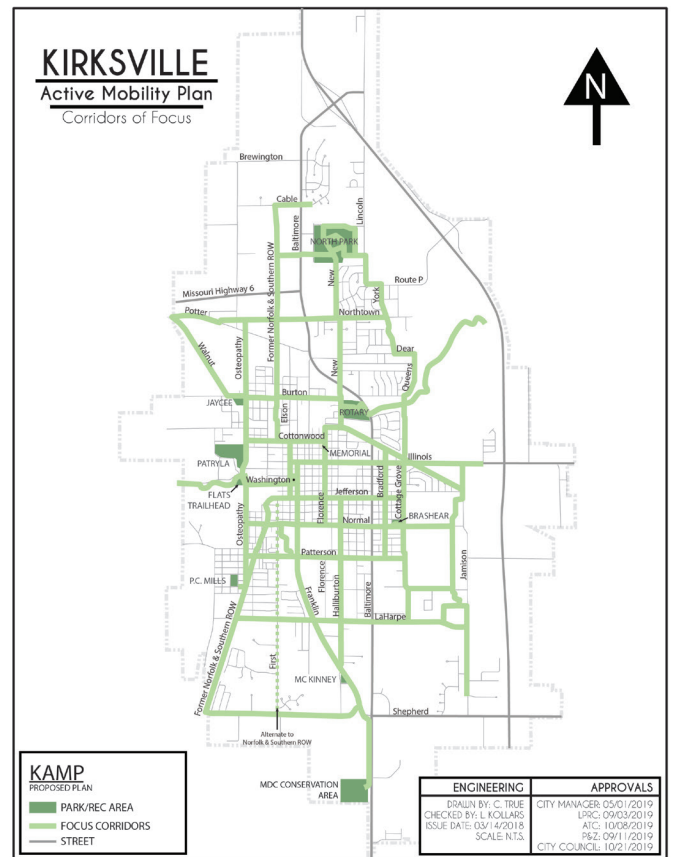 KIRKSVILLE
Active Mobility Plan
Corridors of Focus
N
Brewington
Cable
Baltimore
Lincoln
NORTH PARK
Former Norfolk & Southern ROW
New
Route P
Missouri Highway 6
York
Potter
Northtown
Walnut
Osteopathy
Dear
New
Queens
Burton
JAYCEE
Elson
ROTARY
Cottonwood
MEMORIAL
Illinois
PATRYLA
Washington
Bradford
Cottage Grove
Jefferson
FLATS
TRAILHEAD
Florence
Osteopathy
Normal
BRASHEAR
Patterson
Jamison
P.C. MILLS
Florence
Franklin
Halliburton
Baltimore
LaHarpe
Former Norfolk & Southern ROW
First
MC KINNEY
Shepherd
Alternate to
Norfolk & Southern ROW
MDC CONSERVATION
AREA
KAMP
PROPOSED PLAN
PARK/REC AREA
FOCUS CORRIDORS
STREET
ENGINEERING
DRAWN BY: C. TRUE
CHECKED BY: L. KOLLARS
ISSUE DATE: 03/14/2018
SCALE: N.T.S.
APPROVALS
CITY MANAGER: 05/01/2019
LPRC: 09/03/2019
ATC: 10/08/2019
P&Z: 09/11/2019
CITY COUNCIL: 10/21/2019